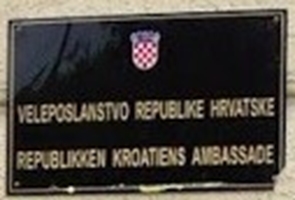 VELEPOSLANSTVO REPUBLIKE HRVATSKE
REPUBLIKKEN KROATIENS AMBASSADE